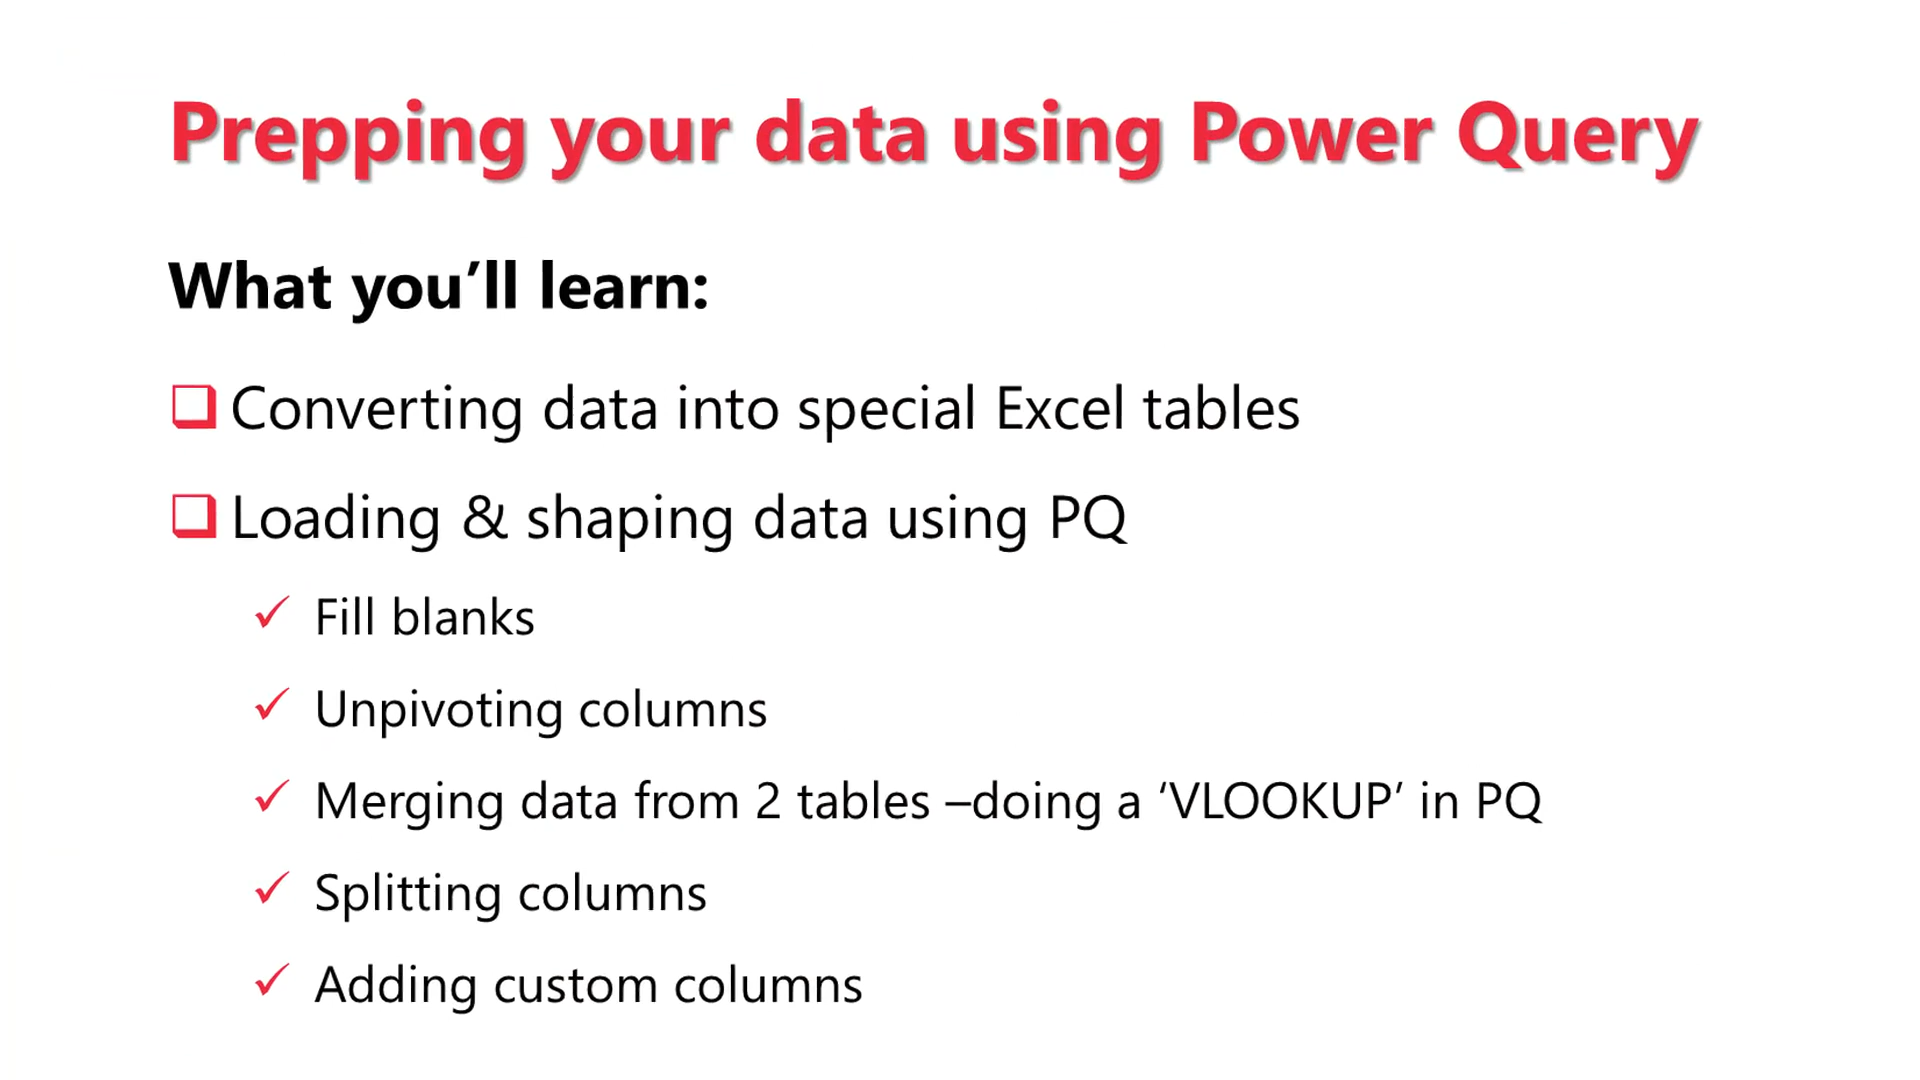 Prepping your data using Power Query
What you’ll learn:
Converting data into special Excel tables
Loading & shaping data using PQ
Fill blanks
Unpivoting columns
Merging data from 2 tables –doing a ‘VLOOKUP’ in PQ
Splitting columns
Adding custom columns